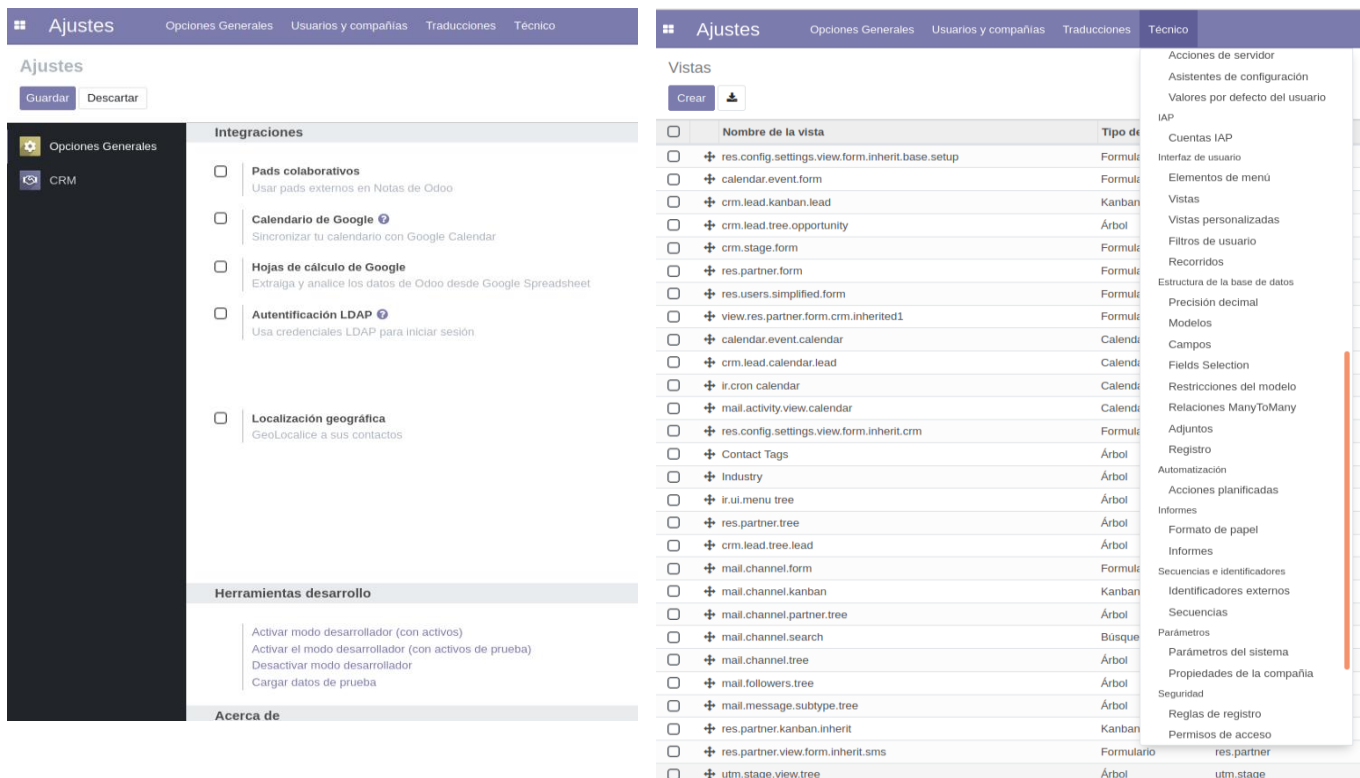 Ajustes Opciones Generales Usuarios y compañías Traducciones Técnico
Ajustes
Guardar Descartar
Opciones Generales
CRM
Integraciones
Pads colaborativos
Usar pads externos en Notas de Odoo
Calendario de Google
Sincronizar tu calendario con Google Calendar
Hojas de cálculo de Google
Extraiga y analice los datos de Odoo desde Google Spreadsheet
Autentificación LDAP
Usa credenciales LDAP para iniciar sesión
Localización geográfica
GeoLocalice a sus contactos
Herramientas desarrollo
Activar modo desarrollador (con activos)
Activar el modo desarrollador (con activos de prueba)
Desactivar modo desarrollador
Cargar datos de prueba
Acerca de
Ajustes Opciones Generales Usuarios y compañías Traducciones Técnico
Vistas
Crear
Nombre de la vista Tipo de
res.config.settings.view.form.inherit.base.setup Formula
calendar.event.form Formula
crm.lead.kanban.lead Kanban
crm.lead.tree.opportunity Árbol
crm.stage.form Formula
res.partner.form Formula
res.users.simplified.form Formula
view.res.partner.form.crm.inherited1 Formula
calendar.event.calendar Calenda
crm.lead.calendar.lead Calenda
ir.cron calendar Calenda
mail.activity.view.calendar Calenda
res.config.settings.view.form.inherit.crm Formula
Contact Tags Árbol
Industry Árbol
ir.ui.menu tree Árbol
res.partner.tree Árbol
crm.lead.tree.lead Árbol
mail.channel.form Formula
mail.channel.kanban Kanban
mail.channel.partner.tree Árbol
mail.channel.search Búsque
mail.channel.tree Árbol
mail.followers.tree Árbol
mail.message.subtype.tree Árbol
res.partner.kanban.inherit Kanban
res.partner.view.form.inherit.sms Formulario res.partner
utm.stage.view.tree Árbol utm.stage
Acciones de servidor
Asistentes de configuración
Valores por defecto del usuario
IAP
Cuentas IAP
Interfaz de usuario
Elementos de menú
Vistas
Vistas personalizadas
Filtros de usuario
Recorridos
Estructura de la base de datos
Precisión decimal
Modelos
Campos
Fields Selection
Restricciones del modelo
Relaciones ManyToMany
Adjuntos
Registro
Automatización
Acciones planificadas
Informes
Formato de papel
Informes
Secuencias e identificadores
Identificadores externos
Secuencias
Parámetros
Parámetros del sistema
Propiedades de la compañia
Seguridad
Reglas de registro
Permisos de acceso